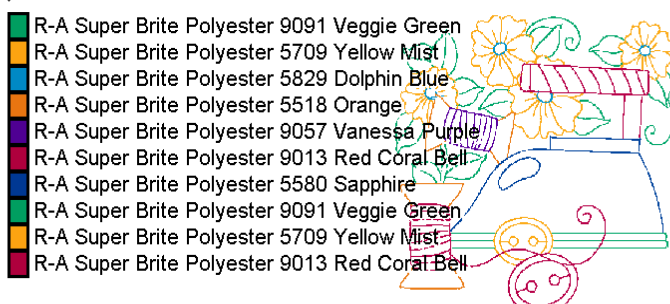 R-A Super Brite Polyester 9091 Veggie Green
R-A Super Brite Polyester 5709 Yellow Mist
R-A Super Brite Polyester 5829 Dolphin Blue
R-A Super Brite Polyester 5518 Orange
R-A Super Brite Polyester 9057 Vanessa Purple
R-A Super Brite Polyester 9013 Red Coral Bell
R-A Super Brite Polyester 5580 Sapphire
R-A Super Brite Polyester 9091 Veggie Green
R-A Super Brite Polyester 5709 Yellow Mist
R-A Super Brite Polyester 9013 Red Coral Bell